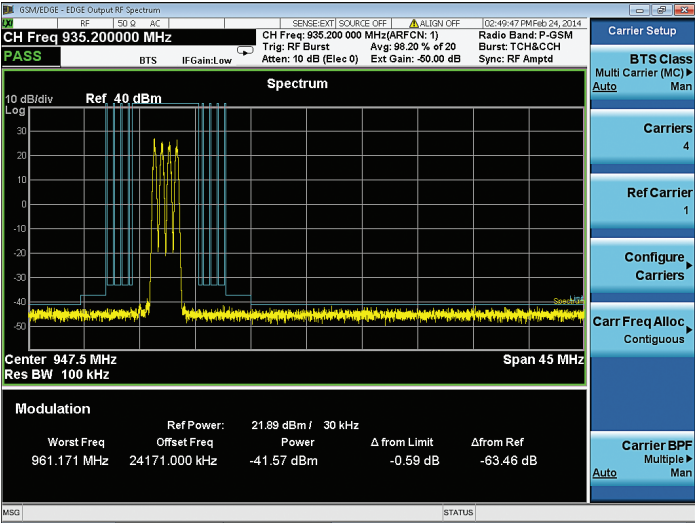 GSM/EDGE - EDGE Output RF Spectrum
LXI RF 50 Ω AC SENSE:EXT SOURCE OFF ALIGN OFF 02:49:47 PM Feb 24, 2014
CH Freq 935.200000 MHz
CH Freq: 935.200 000 MHz(ARFCN: 1) Radio Band: P-GSM
Trig: RF Burst Avg: 98.20 % of 20 Burst: TCH&CCH
PASS BTS IFGain:Low Atten: 10 dB (Elec 0) Ext Gain: -50.00 dB Sync: RF Amptd
Spectrum
10 dB/div Ref 40 dBm
Log
30
20
10
0
-10
-20
-30
-40
-50
Spectrum
Center 947.5 MHz Span 45 MHz
Res BW 100 kHz
Modulation
Ref Power: 21.89 dBm / 30 kHz
Worst Freq Offset Freq Power Δ from Limit Δfrom Ref
961.171 MHz 24171.000 kHz -41.57 dBm -0.59 dB -63.46 dB
MSG STATUS
Carrier Setup
BTS Class
Multi Carrier (MC)
Auto Man
Carriers
4
Ref Carrier
1
Configure
Carriers
Carr Freq Alloc
Contiguous
Carrier BPF
Multiple
Auto Man